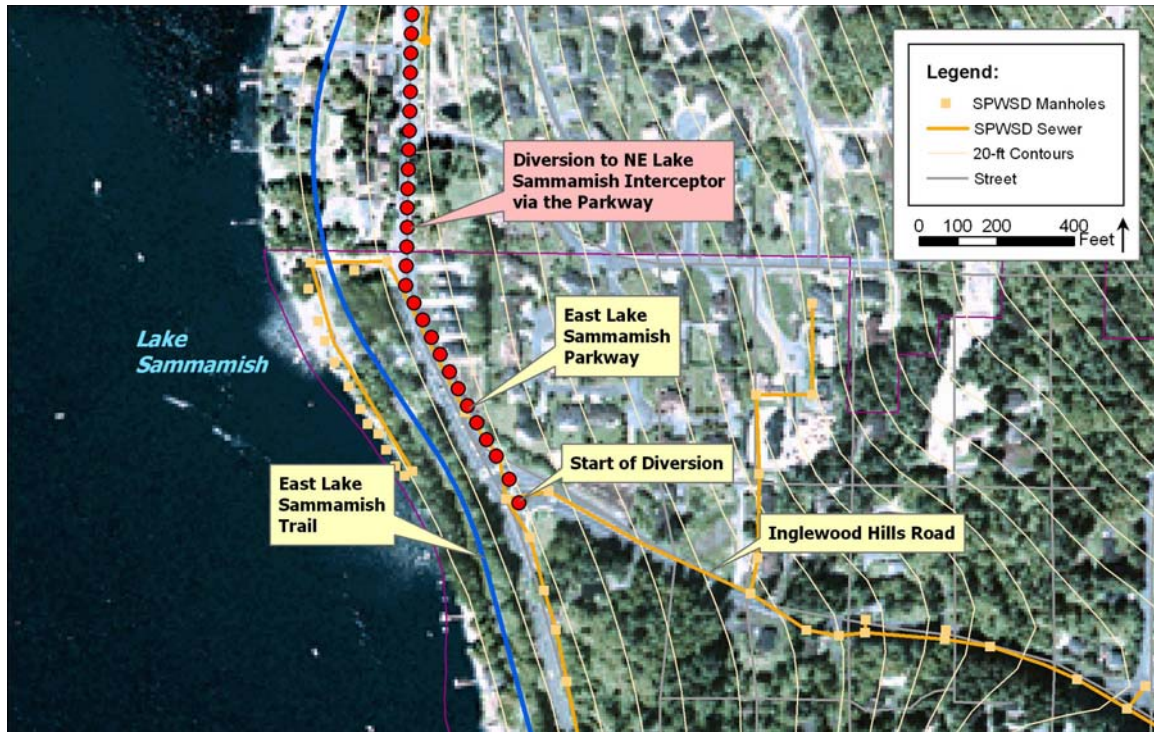 Legend:
SPWSD Manholes
SPWSD Sewer
20-ft Contours
Street
0 100 200 400
Feet
Diversion to NE Lake
Sammamish Interceptor
via the Parkway
East Lake
Sammamish
Parkway
Lake
Sammamish
Start of Diversion
East Lake
Sammamish
Trail
Inglewood Hills Road